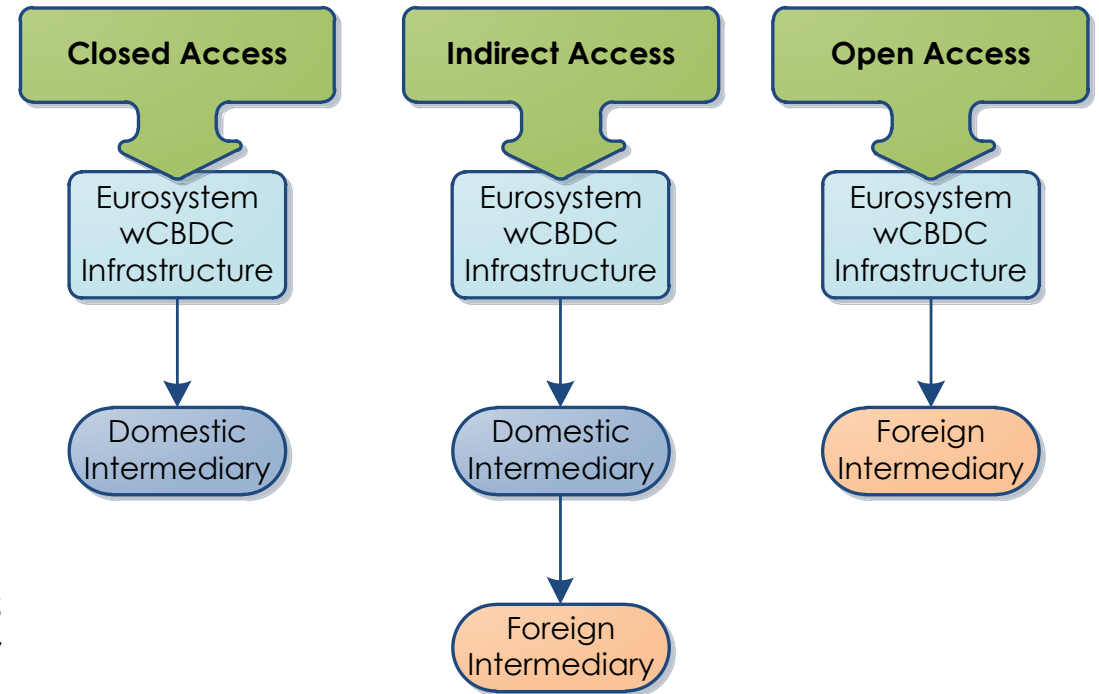 Closed Access
Indirect Access
Open Access
Eurosystem
wCBDC
Infrastructure
Eurosystem
wCBDC
Infrastructure
Eurosystem
wCBDC
Infrastructure
Domestic
Intermediary
Domestic
Intermediary
Foreign
Intermediary
Foreign
Intermediary